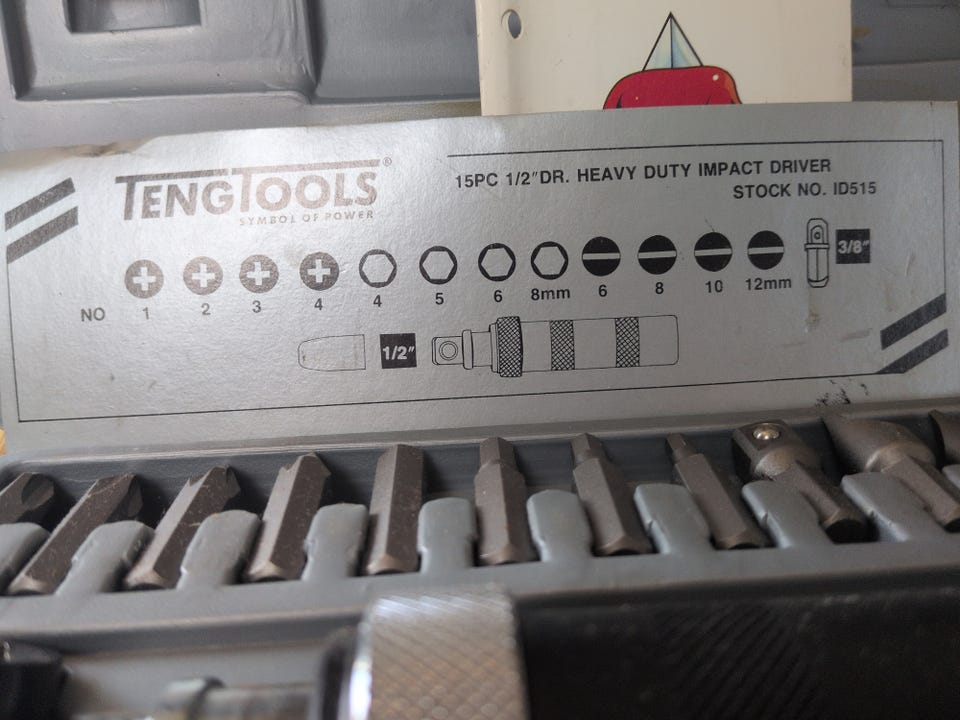 TENGTOOLS®
SYMBOL OF POWER
15PC 1/2"DR. HEAVY DUTY IMPACT DRIVER
STOCK NO. ID515
3/8"
NO 1 2 3 4 4 5 6 8mm 6 8 10 12mm
1/2"